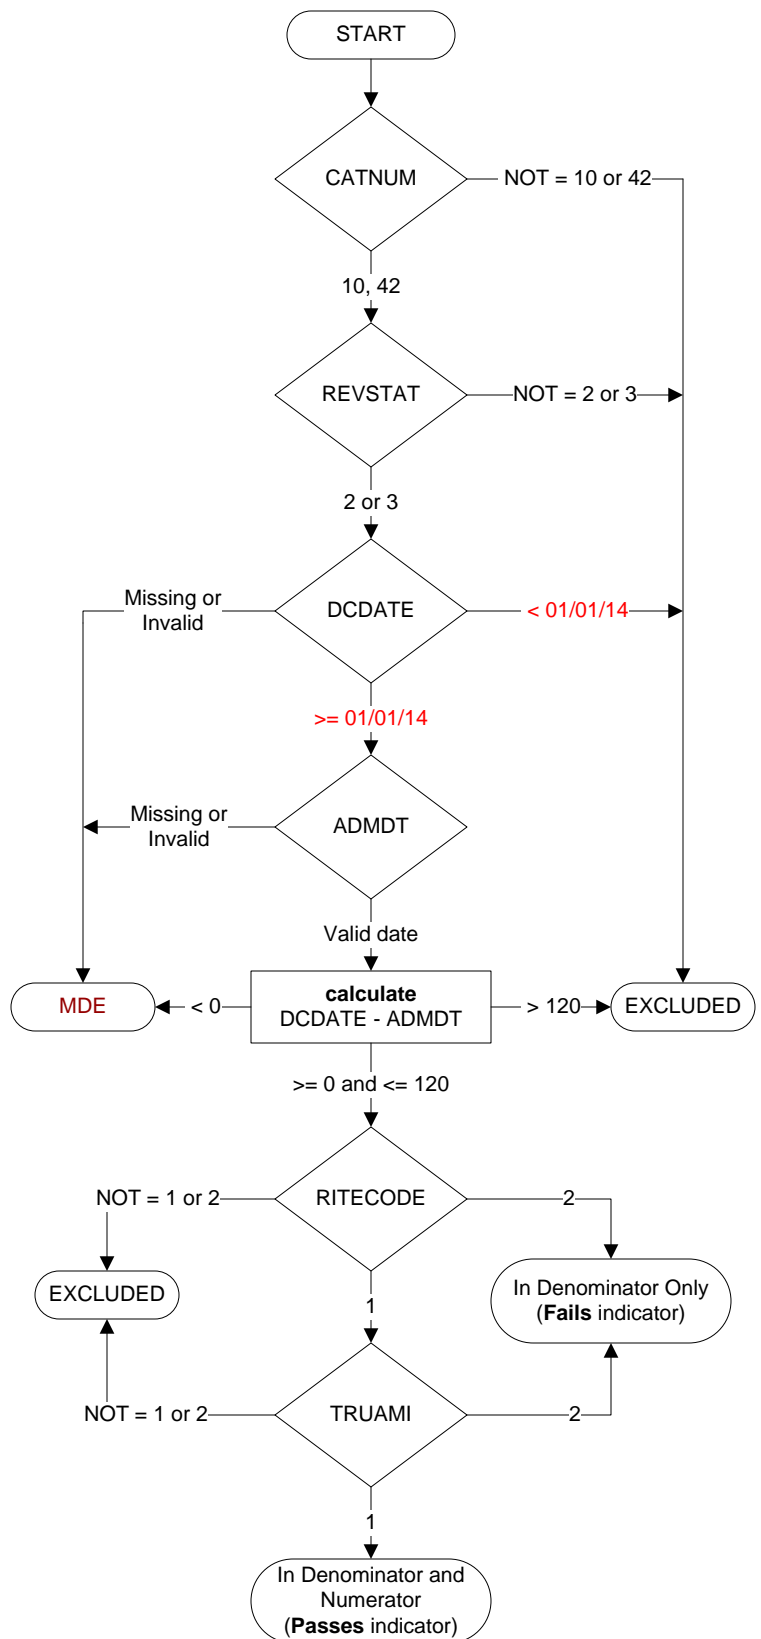 START
CATNUM
NOT = 10 or 42
10, 42
REVSTAT
NOT = 2 or 3
2 or 3
Missing or
Invalid
DCDATE
< 01/01/14
>= 01/01/14
Missing or
Invalid
ADMDT
Valid date
MDE
< 0
calculate
DCDATE - ADMDT
> 120
EXCLUDED
>= 0 and <= 120
NOT = 1 or 2
RITECODE
2
EXCLUDED
1
In Denominator Only
(Fails indicator)
NOT = 1 or 2
TRUAMI
2
1
In Denominator and
Numerator
(Passes indicator)